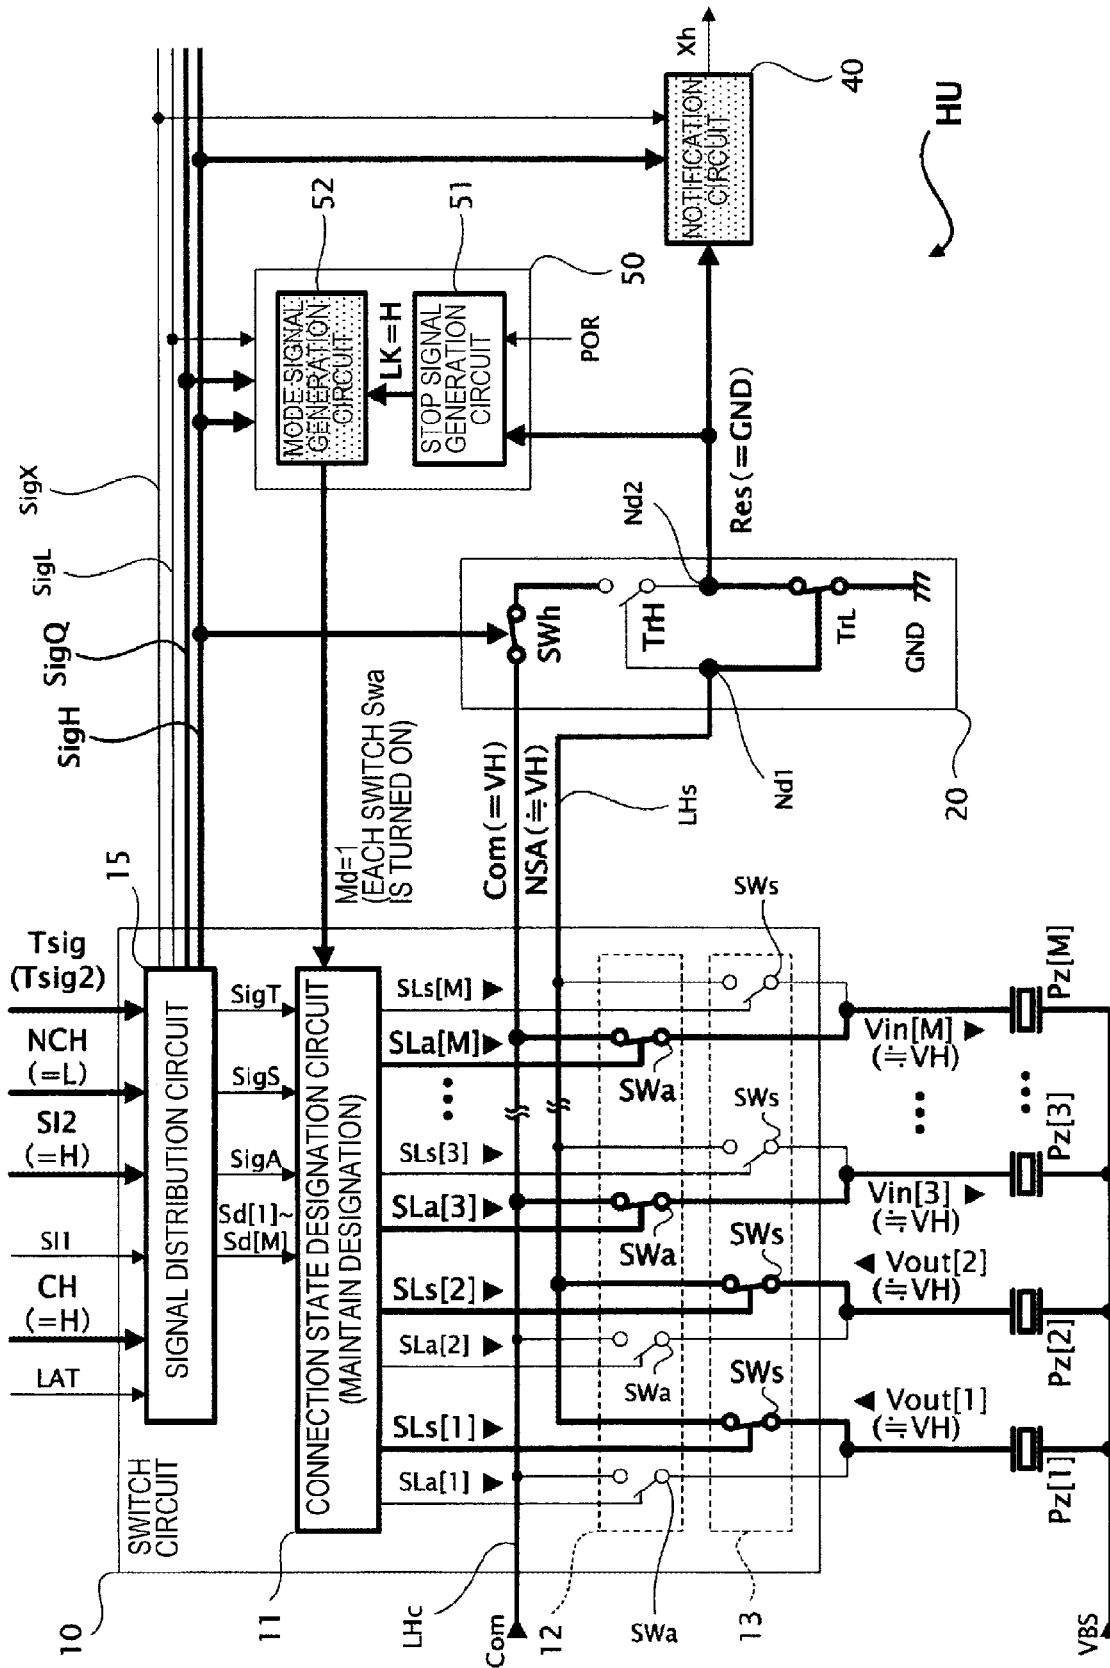 Tsig
(Tsig2)
NCH
(=L)
SI2
(=H)
SI1
CH
(=H)
LAT
SWITCH
CIRCUIT
10
15
SIGNAL DISTRIBUTION CIRCUIT
SigT
SigS
SigA
Sd[1]~
Sd[M]
11
CONNECTION STATE DESIGNATION CIRCUIT
(MAINTAIN DESIGNATION)
SigX
SigL
SigQ
SigH
Md=1
(EACH SWITCH Swa
IS TURNED ON)
MODE SIGNAL
GENERATION
CIRCUIT
52
LK=H
STOP SIGNAL
GENERATION
CIRCUIT
51
50
POR
NOTIFICATION
CIRCUIT
40
Xh
HU
SWh
TrH
TrL
GND
Nd1
Nd2
20
Res(=GND)
Com(=VH)
NSA(≒VH)
LHs
LHc
Com
SLs[M]
SLa[M]
SLs[3]
SLa[3]
SLs[2]
SLa[2]
SLs[1]
SLa[1]
SWs
SWa
SWs
SWa
SWs
SWa
SWs
SWa
12
13
Vin[M]
(≒VH)
Vin[3]
(≒VH)
Vout[2]
(≒VH)
Vout[1]
(≒VH)
Pz[M]
Pz[3]
Pz[2]
Pz[1]
VBS